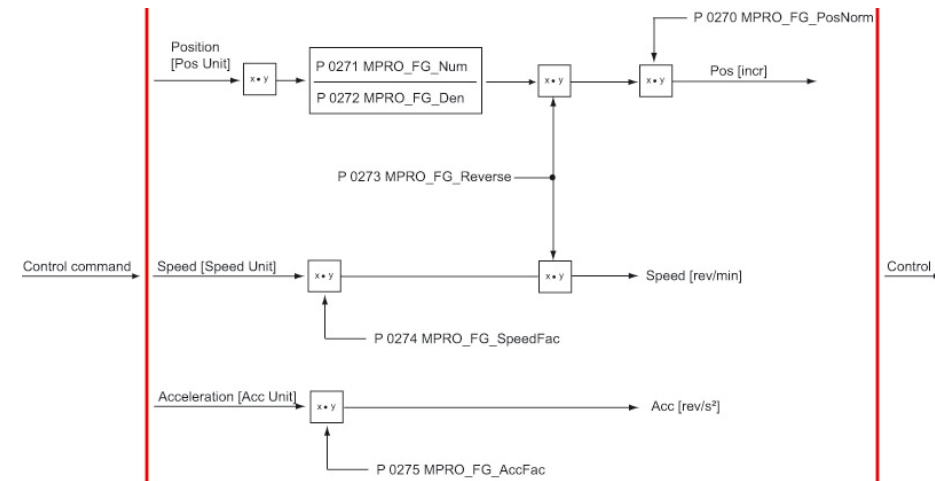 P 0270 MPRO_FG_PosNorm
Position
[Pos Unit]
x • y
P 0271 MPRO_FG_Num
P 0272 MPRO_FG_Den
x • y
x • y
Pos [incr]
P 0273 MPRO_FG_Reverse
Control command
Speed [Speed Unit]
x • y
x • y
Speed [rev/min]
Control
P 0274 MPRO_FG_SpeedFac
Acceleration [Acc Unit]
x • y
Acc [rev/s²]
P 0275 MPRO_FG_AccFac